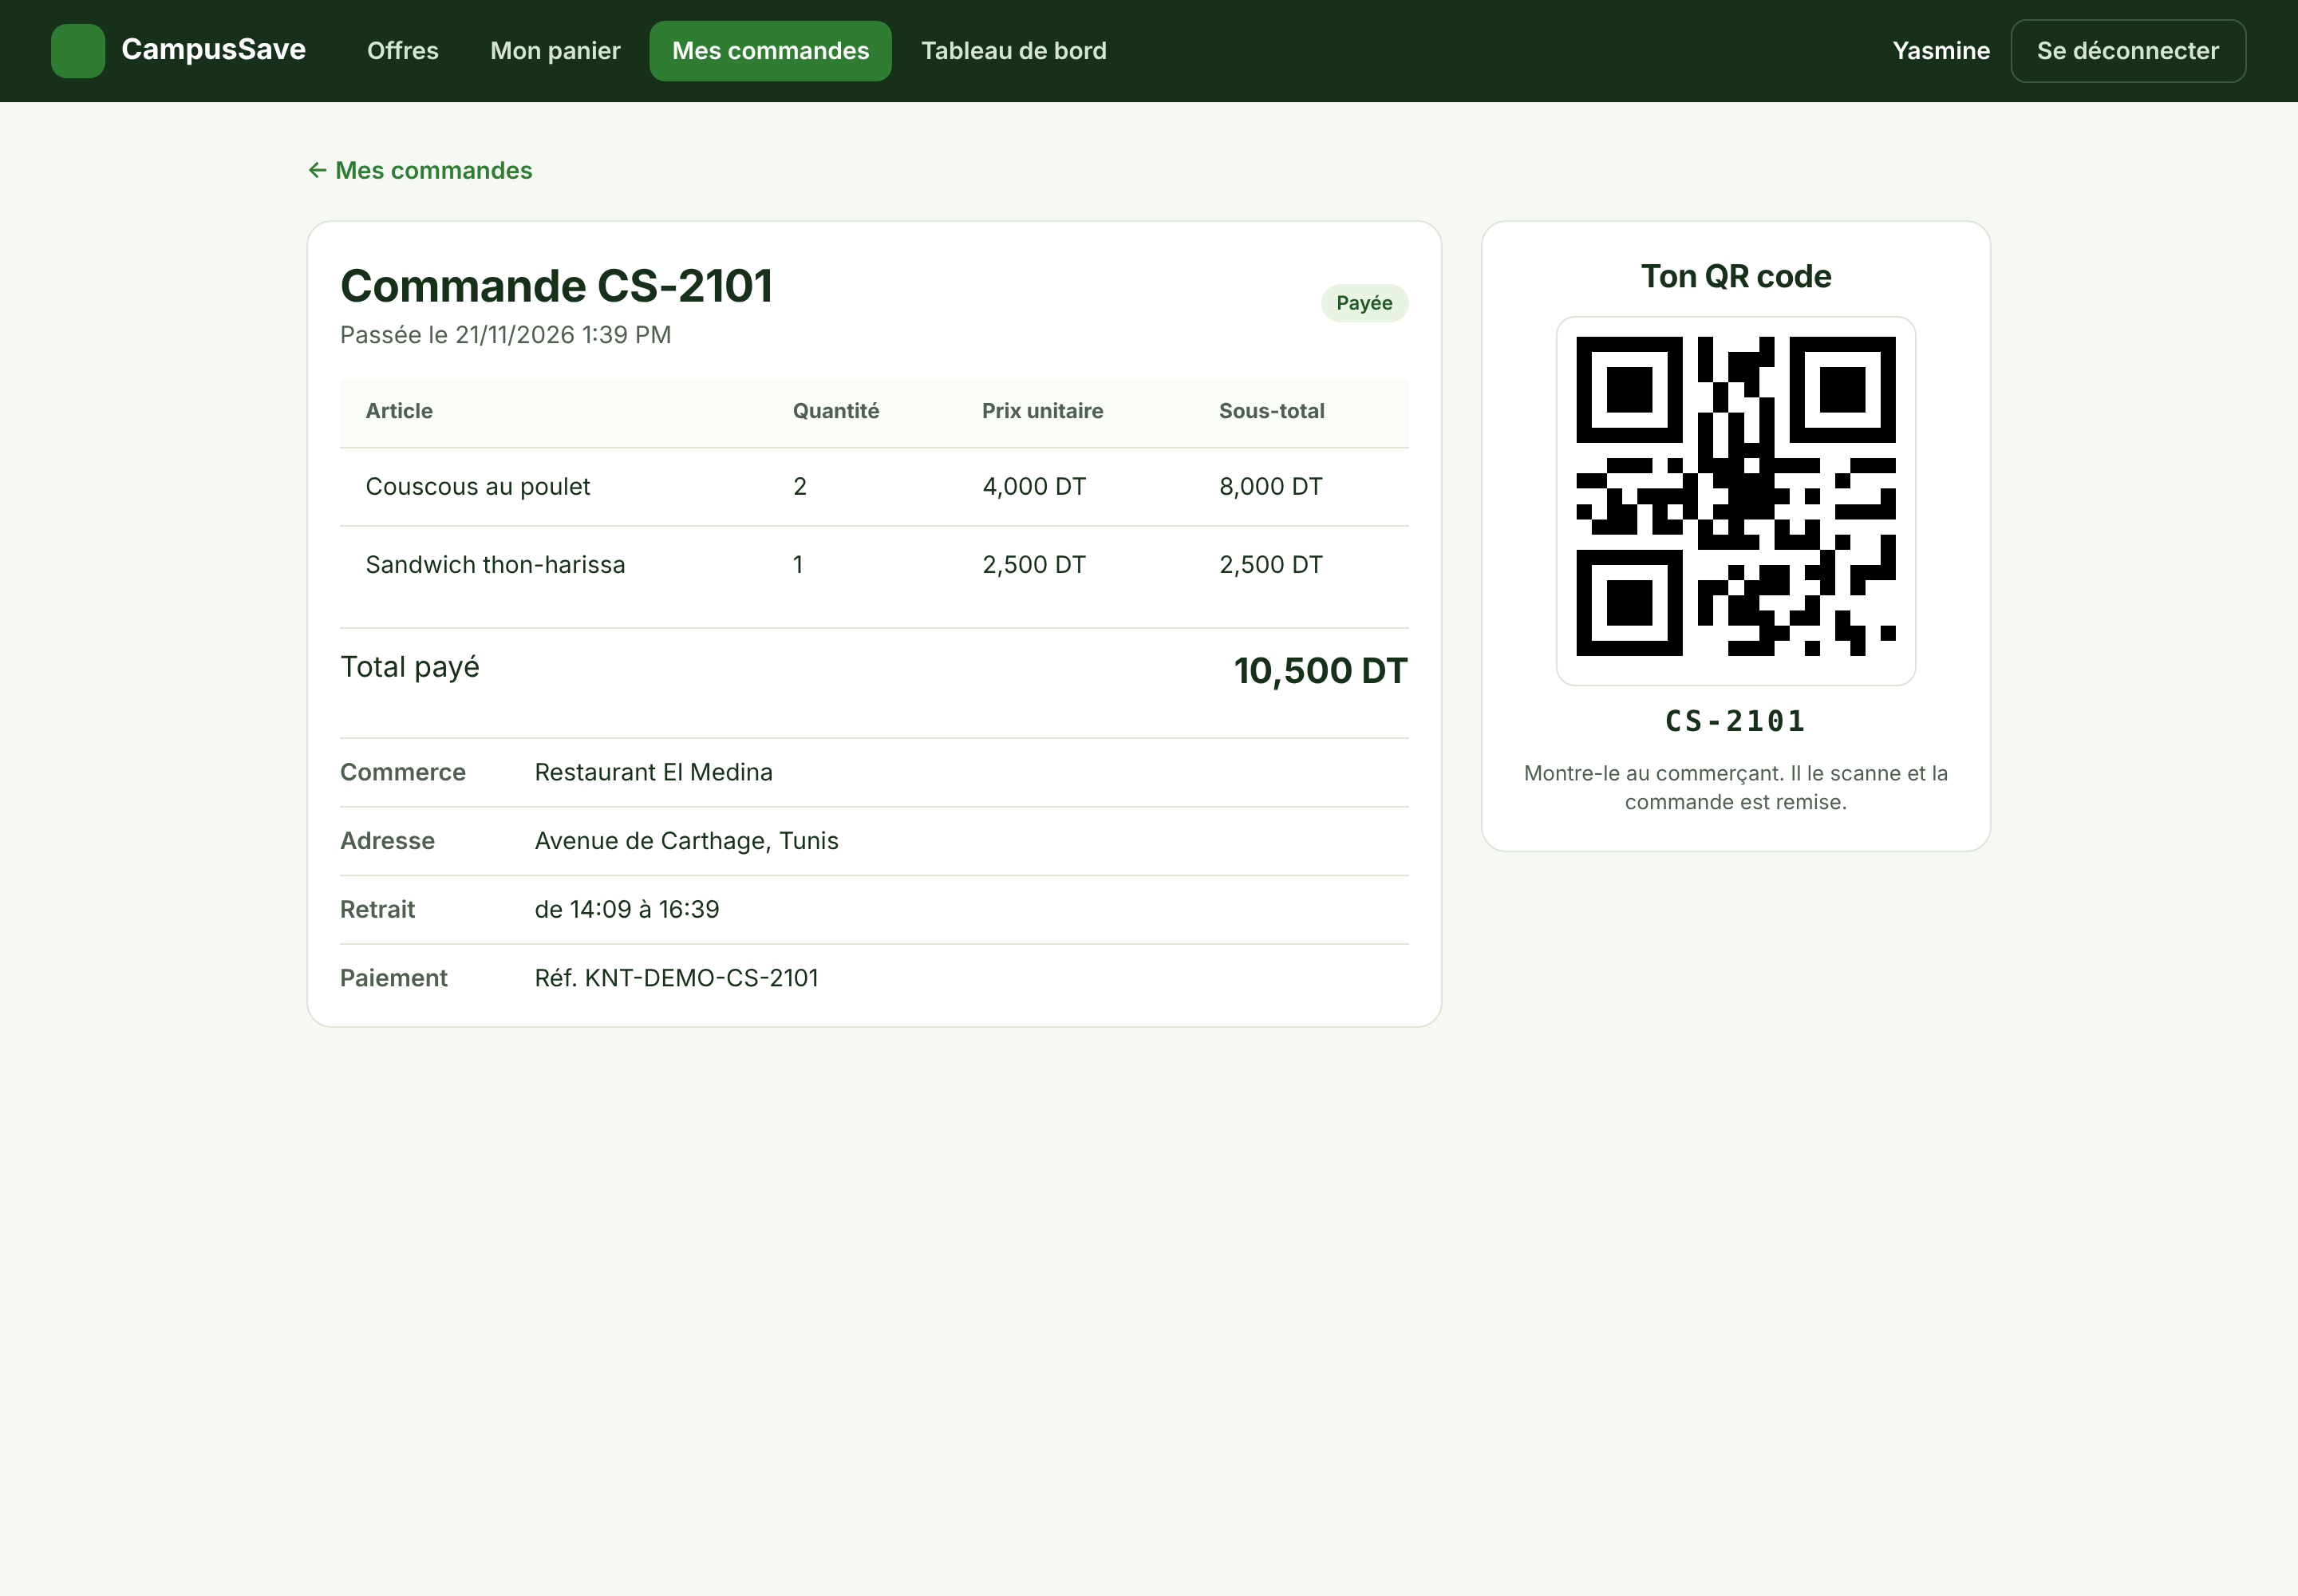 CampusSave Offres Mon panier Mes commandes Tableau de bord Yasmine Se déconnecter
← Mes commandes
Commande CS-2101
Payée
Passée le 21/11/2026 1:39 PM
Article Quantité Prix unitaire Sous-total
Couscous au poulet 2 4,000 DT 8,000 DT
Sandwich thon-harissa 1 2,500 DT 2,500 DT
Total payé 10,500 DT
Commerce Restaurant El Medina
Adresse Avenue de Carthage, Tunis
Retrait de 14:09 à 16:39
Paiement Réf. KNT-DEMO-CS-2101
Ton QR code
CS-2101
Montre-le au commerçant. Il le scanne et la
commande est remise.